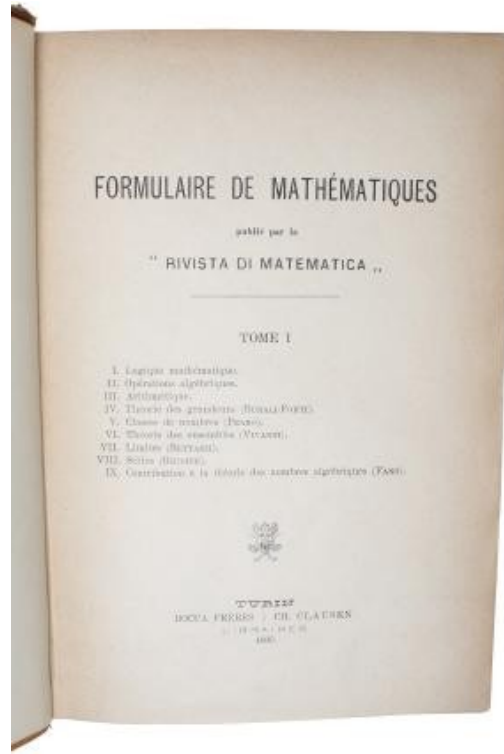 FORMULAIRE DE MATHÉMATIQUES
publié par la
“ RIVISTA DI MATEMATICA „
TOME I
I. Logique mathématique.
II. Opérations algébriques.
III. Arithmétique.
IV. Théorie des grandeurs (BURALI-FORTI).
V. Classes de nombres (PEANO).
VI. Théorie des ensembles (VIVANTI).
VII. Limites (BETTAZZI).
VIII. Séries (GIUDICE).
IX. Contribution à la théorie des nombres algébriques (FANO).
TURIN
BOCCA FRÈRES CH. CLAUSEN
1895